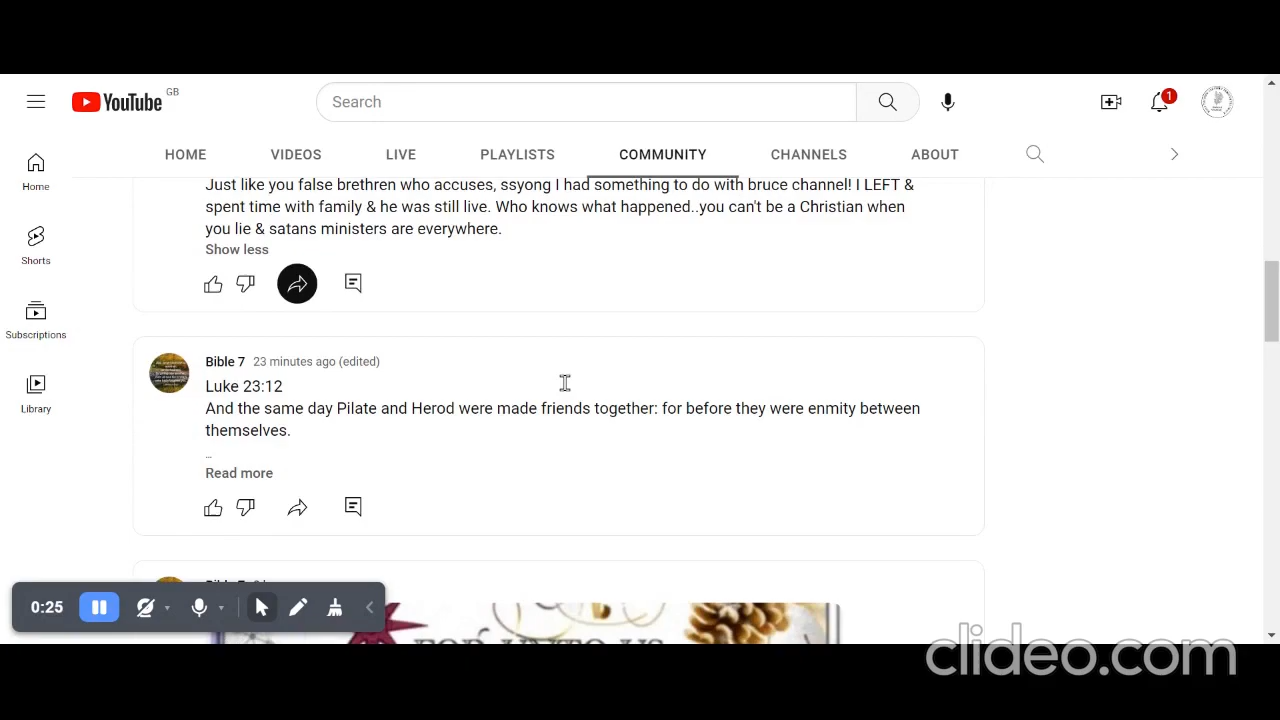 YouTube GB
Search
1
HOME VIDEOS LIVE PLAYLISTS COMMUNITY CHANNELS ABOUT
Home
Shorts
Subscriptions
Library
Just like you false brethren who accuses, ssyong I had something to do with bruce channel! I LEFT &
spent time with family & he was still live. Who knows what happened..you can't be a Christian when
you lie & satans ministers are everywhere.
Show less
Bible 7 23 minutes ago (edited)
Luke 23:12
And the same day Pilate and Herod were made friends together: for before they were enmity between
themselves.
...
Read more
0:25
FOR UNTO US
clideo.com